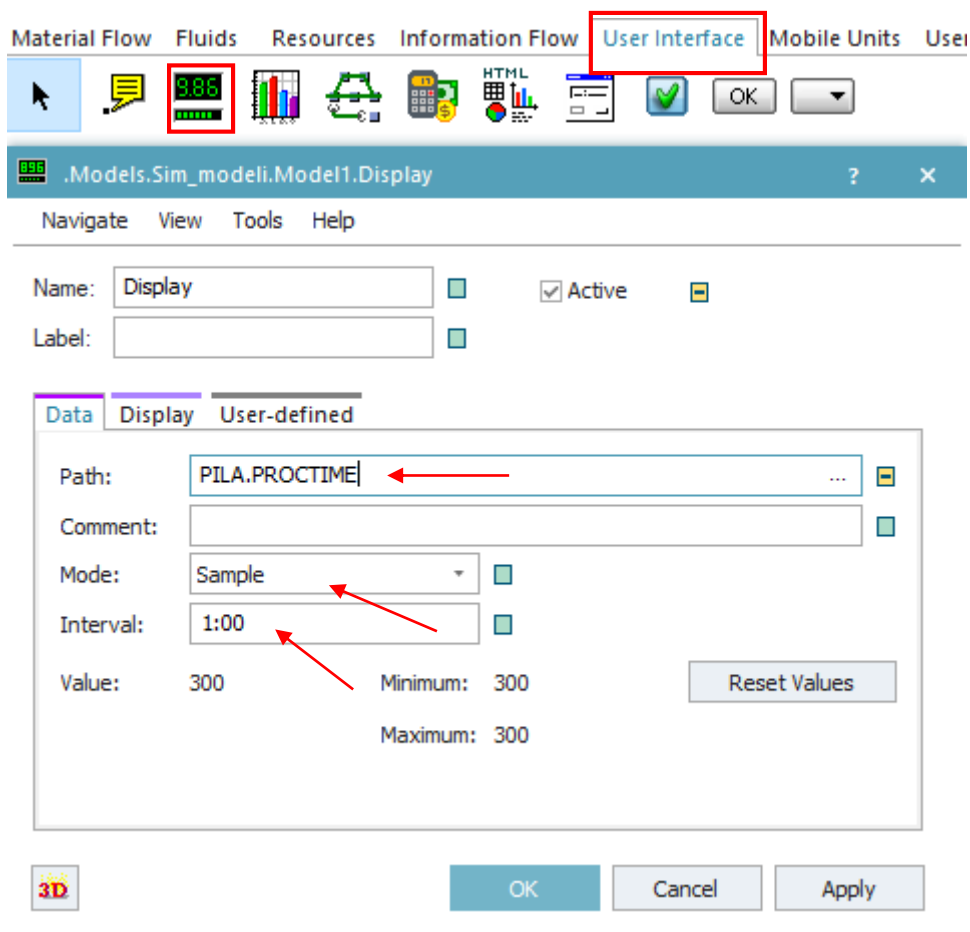 Material Flow Fluids Resources Information Flow User Interface Mobile Units User
9.86 HTML OK
896 .Models.Sim_modeli.Model1.Display ? ×
Navigate View Tools Help
Name: Display Active
Label:
Data Display User-defined
Path: PILA.PROCTIME ...
Comment:
Mode: Sample
Interval: 1:00
Value: 300 Minimum: 300 Reset Values
Maximum: 300
3D OK Cancel Apply